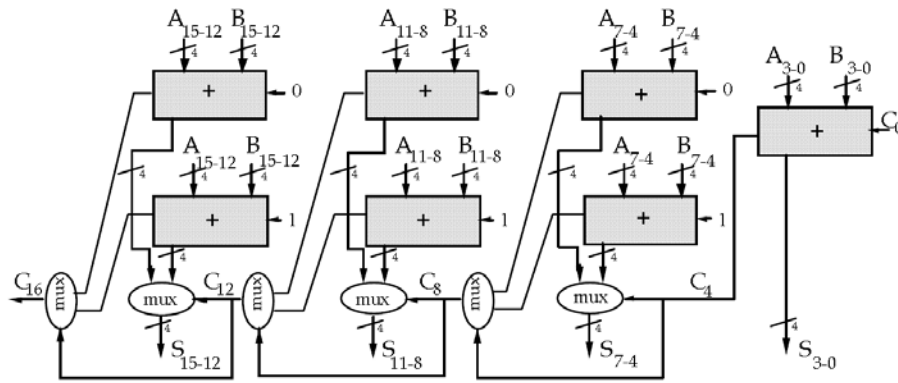 A15-12 B15-12 A11-8 B11-8 A7-4 B7-4
4 4 4 4 4 4
A3-0 B3-0
4 4
+ 0 + 0 + 0
+ C0
A15-12 B15-12 A11-8 B11-8 A7-4 B7-4
4 4 4 4 4 4 4 4 4
+ 1 + 1 + 1
4 4 4
C16 mux mux C12 mux mux C8 mux mux C4
4 4 4 4
S15-12 S11-8 S7-4 S3-0